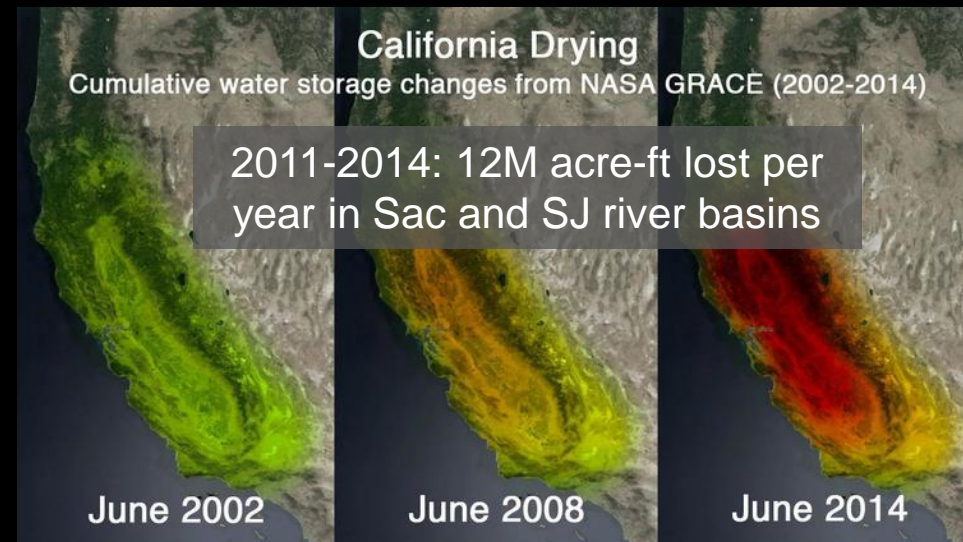 California Drying
Cumulative water storage changes from NASA GRACE (2002-2014)
2011-2014: 12M acre-ft lost per
year in Sac and SJ river basins
June 2002
June 2008
June 2014